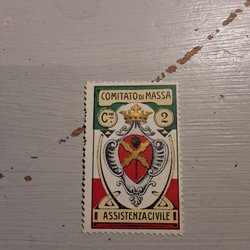 COMITATO DI MASSA
CMI 2
ASSISTENZA CIVILE